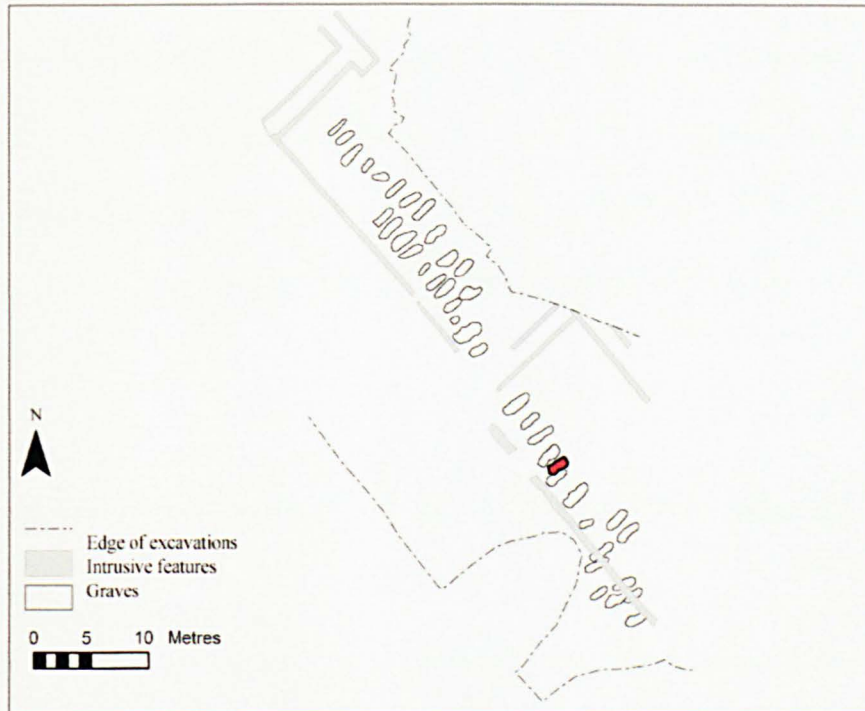 N
Edge of excavations
Intrusive features
Graves
0 5 10 Metres